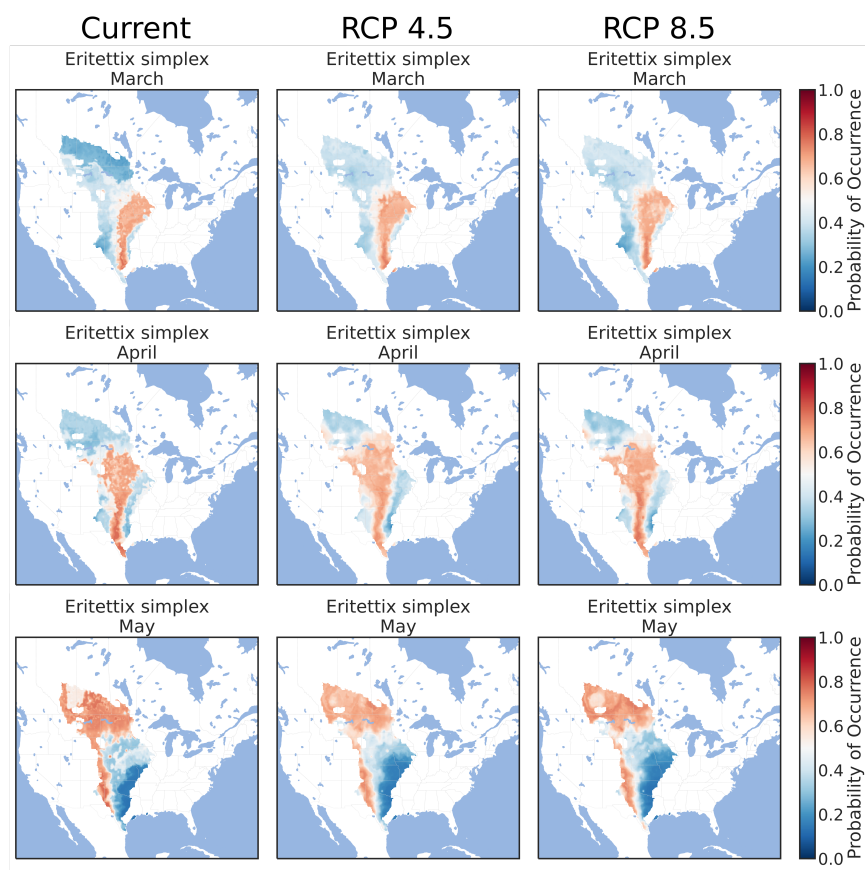 Current RCP 4.5 RCP 8.5
Eritettix simplex Eritettix simplex Eritettix simplex
March March March
1.0
0.8
0.6
0.4
0.2
0.0
Probability of Occurrence
Eritettix simplex Eritettix simplex Eritettix simplex
April April April
1.0
0.8
0.6
0.4
0.2
0.0
Probability of Occurrence
Eritettix simplex Eritettix simplex Eritettix simplex
May May May
1.0
0.8
0.6
0.4
0.2
0.0
Probability of Occurrence